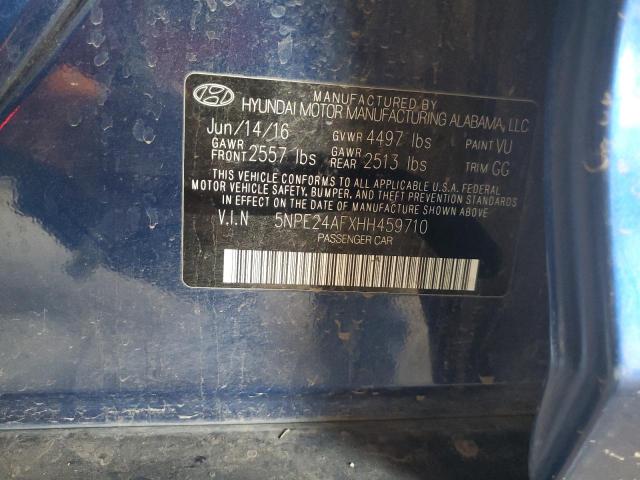 MANUFACTURED BY
HYUNDAI MOTOR MANUFACTURING ALABAMA, LLC
Jun/14/16 GVWR 4497 lbs PAINT VU
GAWR FRONT 2557 lbs GAWR REAR 2513 lbs TRIM GG
THIS VEHICLE CONFORMS TO ALL APPLICABLE U.S.A. FEDERAL
MOTOR VEHICLE SAFETY, BUMPER, AND THEFT PREVENTION STANDARDS
IN EFFECT ON THE DATE OF MANUFACTURE SHOWN ABOVE.
V.I.N 5NPE24AFXHH459710
PASSENGER CAR